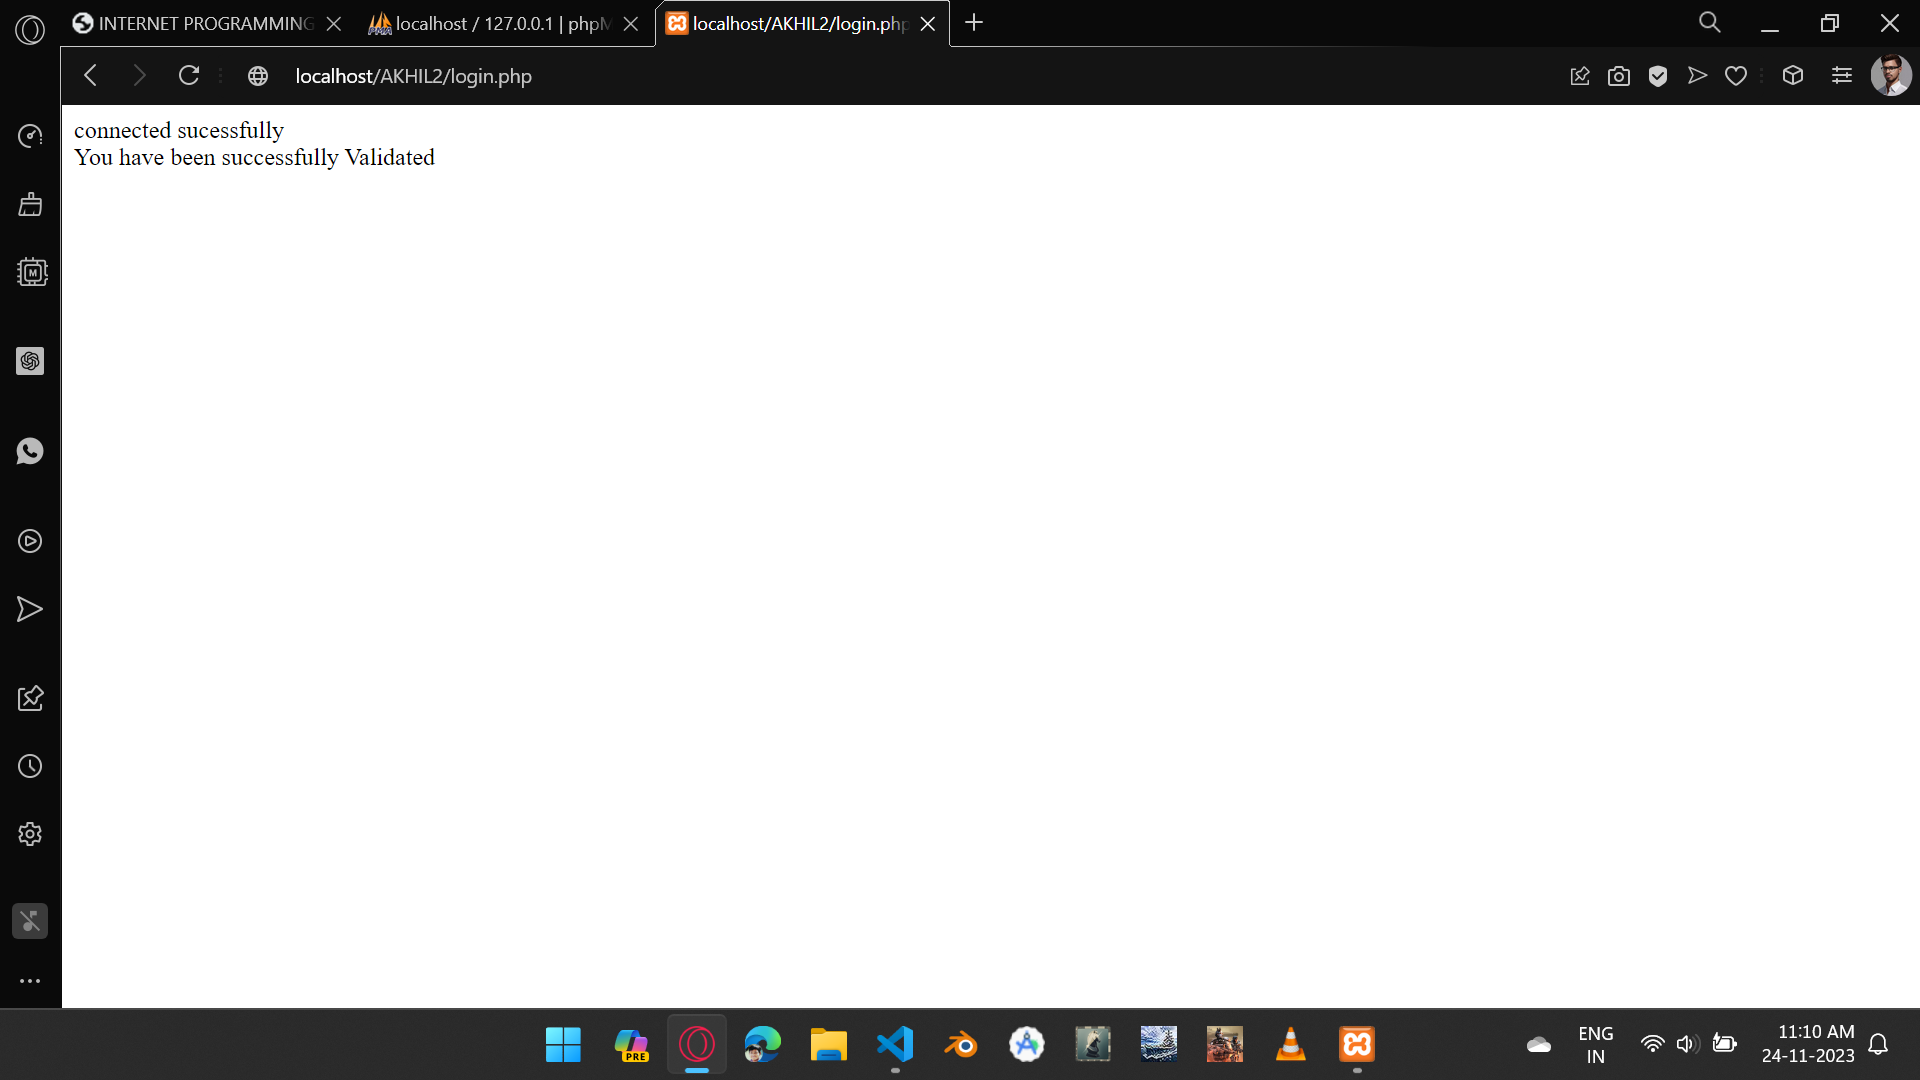 INTERNET PROGRAMMING
localhost / 127.0.0.1 | phpM
localhost/AKHIL2/login.php
localhost/AKHIL2/login.php
connected sucessfully
You have been successfully Validated
M
PRE
ENG
IN
11:10 AM
24-11-2023